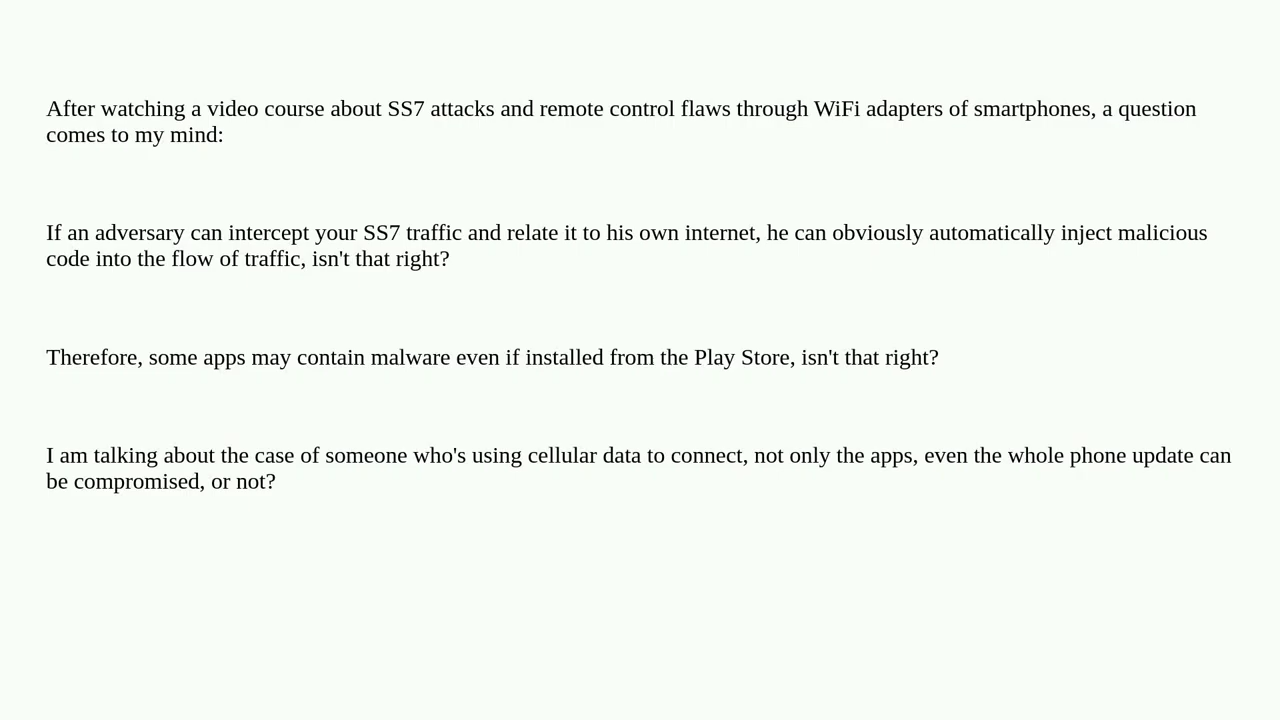 After watching a video course about SS7 attacks and remote control flaws through WiFi adapters of smartphones, a question
comes to my mind:
If an adversary can intercept your SS7 traffic and relate it to his own internet, he can obviously automatically inject malicious
code into the flow of traffic, isn't that right?
Therefore, some apps may contain malware even if installed from the Play Store, isn't that right?
I am talking about the case of someone who's using cellular data to connect, not only the apps, even the whole phone update can
be compromised, or not?